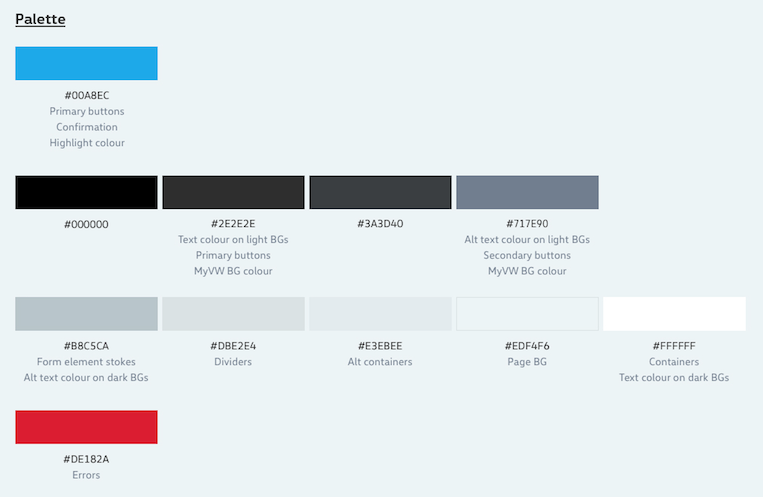 Palette
#00A8EC
Primary buttons
Confirmation
Highlight colour
#000000
#2E2E2E
Text colour on light BGs
Primary buttons
MyVW BG colour
#3A3D40
#717E90
Alt text colour on light BGs
Secondary buttons
MyVW BG colour
#B8C5CA
Form element stokes
Alt text colour on dark BGs
#DBE2E4
Dividers
#E3EBEE
Alt containers
#EDF4F6
Page BG
#FFFFFF
Containers
Text colour on dark BGs
#DE182A
Errors